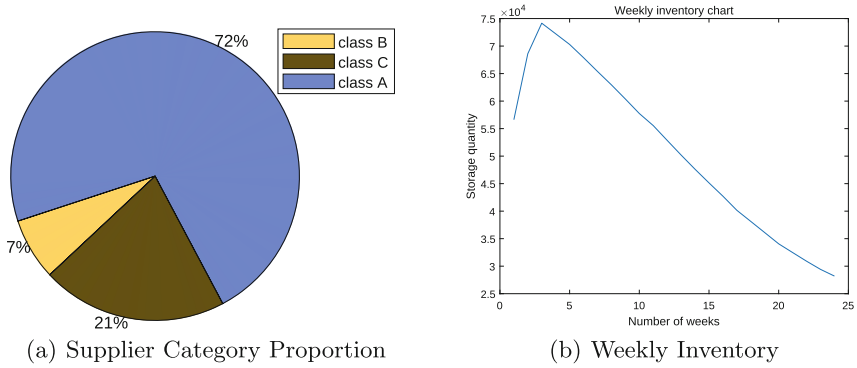 72%
class B
class C
class A
7%
21%
(a) Supplier Category Proportion
Weekly inventory chart
×10⁴
7.5
7
6.5
6
5.5
5
4.5
4
3.5
3
2.5
Storage quantity
0 5 10 15 20 25
Number of weeks
(b) Weekly Inventory